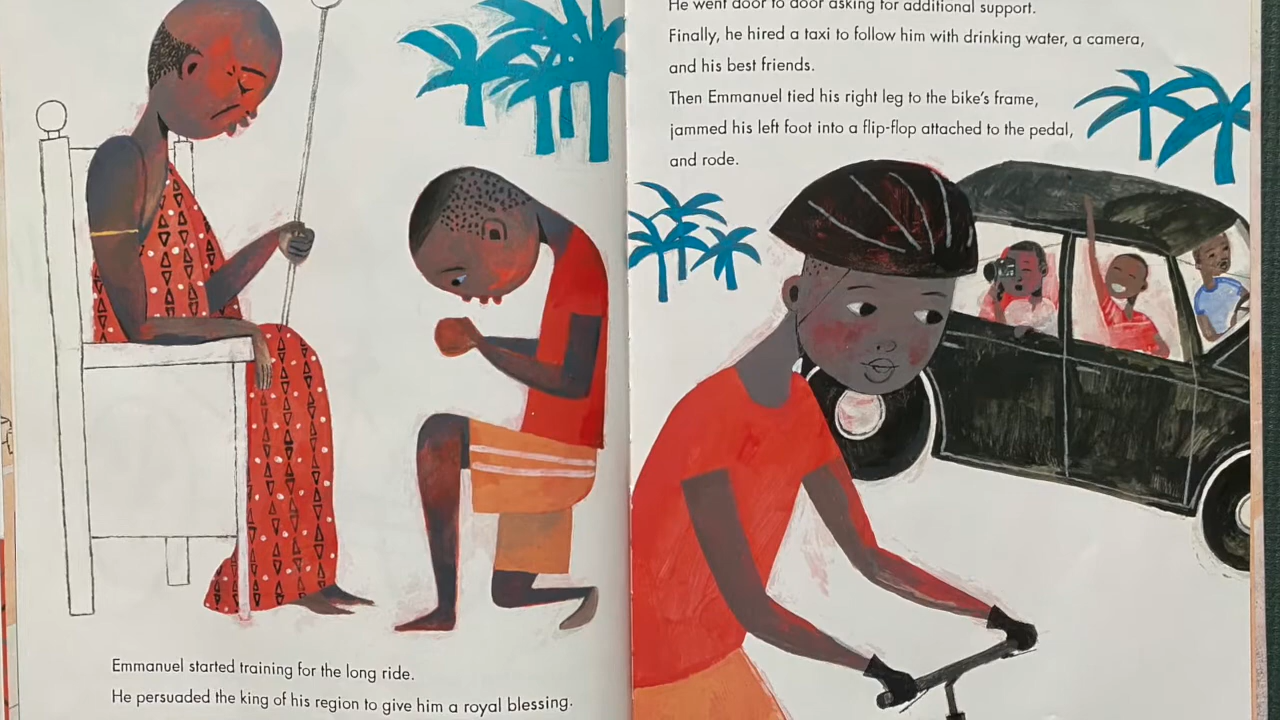 Emmanuel started training for the long ride.
He persuaded the king of his region to give him a royal blessing.
He went door to door asking for additional support.
Finally, he hired a taxi to follow him with drinking water, a camera,
and his best friends.
Then Emmanuel tied his right leg to the bike's frame,
jammed his left foot into a flip-flop attached to the pedal,
and rode.